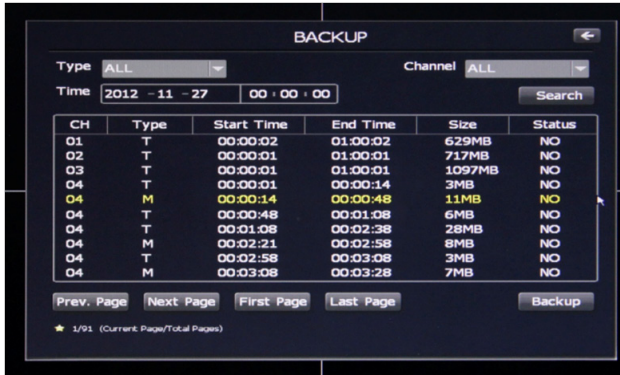 BACKUP
Type ALL Channel ALL
Time 2012 - 11 - 27 00 : 00 : 00 Search
CH Type Start Time End Time Size Status
01 T 00:00:02 01:00:02 629MB NO
02 T 00:00:01 01:00:01 717MB NO
03 T 00:00:01 01:00:01 1097MB NO
04 T 00:00:01 00:00:14 3MB NO
04 M 00:00:14 00:00:48 11MB NO
04 T 00:00:48 00:01:08 6MB NO
04 T 00:01:08 00:02:38 28MB NO
04 M 00:02:21 00:02:58 8MB NO
04 T 00:02:58 00:03:08 3MB NO
04 M 00:03:08 00:03:28 7MB NO
Prev. Page Next Page First Page Last Page Backup
1/91 (Current Page/Total Pages)